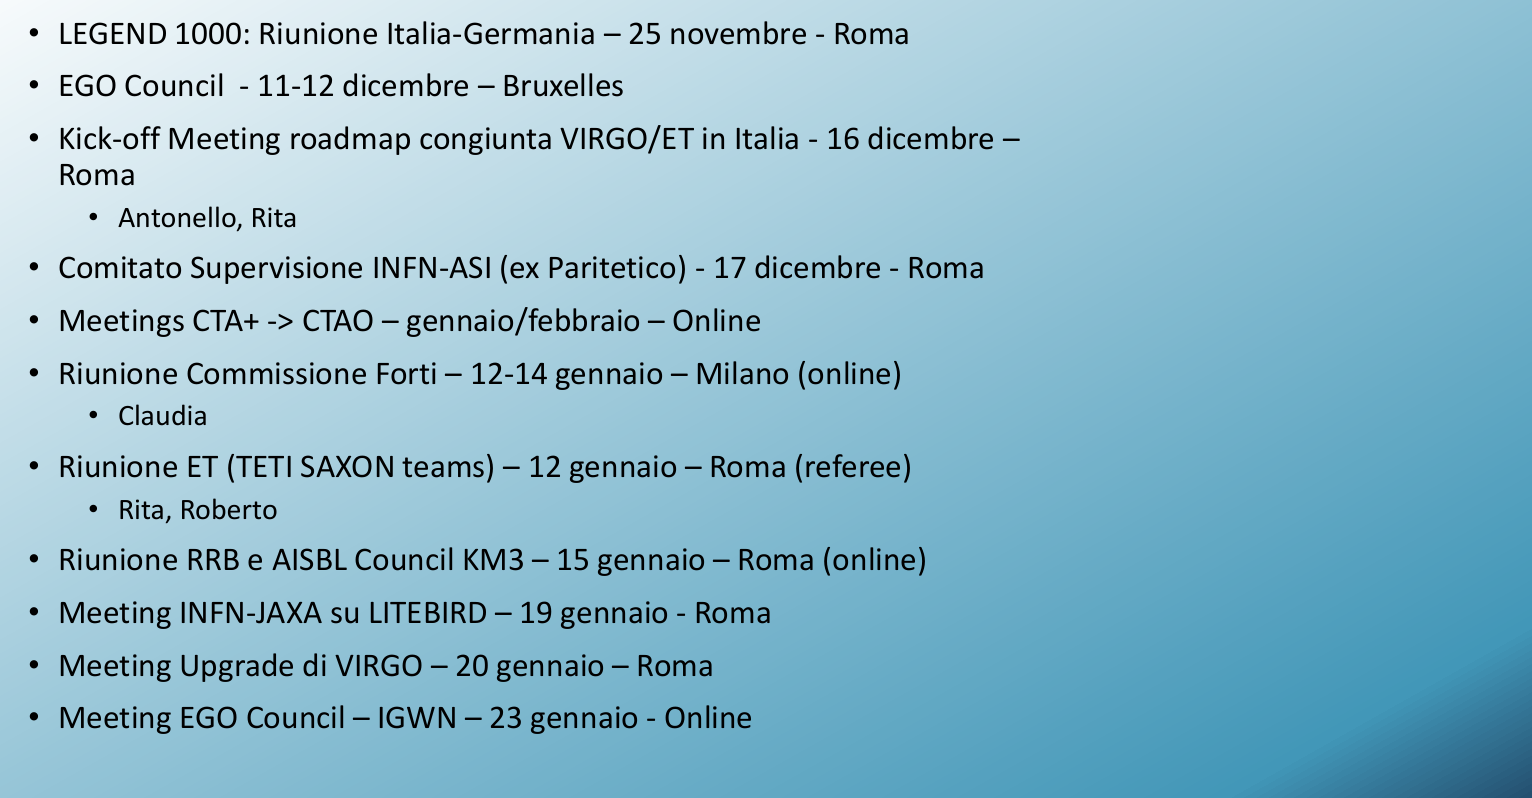 • LEGEND 1000: Riunione Italia-Germania – 25 novembre - Roma
• EGO Council  - 11-12 dicembre – Bruxelles
• Kick-off Meeting roadmap congiunta VIRGO/ET in Italia - 16 dicembre –
Roma
• Antonello, Rita
• Comitato Supervisione INFN-ASI (ex Paritetico) - 17 dicembre - Roma
• Meetings CTA+ -> CTAO – gennaio/febbraio – Online
• Riunione Commissione Forti – 12-14 gennaio – Milano (online)
• Claudia
• Riunione ET (TETI SAXON teams) – 12 gennaio – Roma (referee)
• Rita, Roberto
• Riunione RRB e AISBL Council KM3 – 15 gennaio – Roma (online)
• Meeting INFN-JAXA su LITEBIRD – 19 gennaio - Roma
• Meeting Upgrade di VIRGO – 20 gennaio – Roma
• Meeting EGO Council – IGWN – 23 gennaio - Online